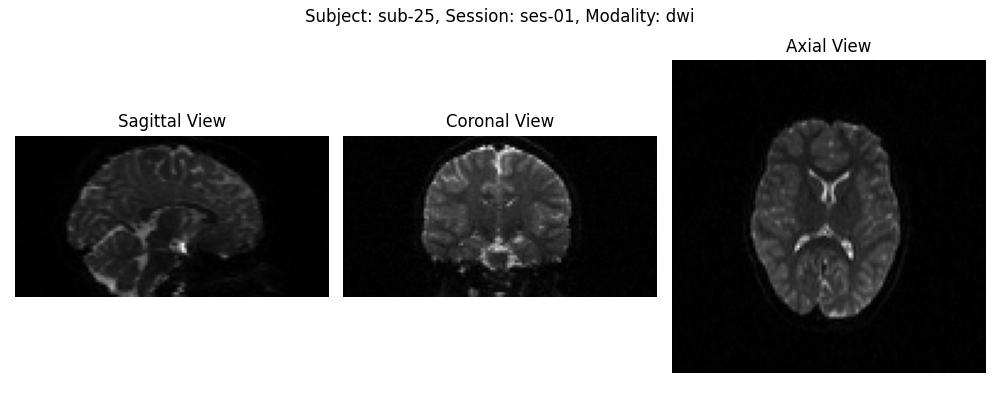 Subject: sub-25, Session: ses-01, Modality: dwi
Sagittal View
Coronal View
Axial View